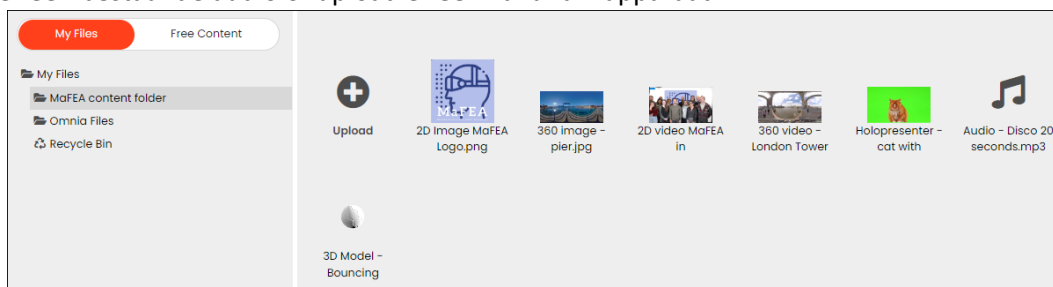 My Files
Free Content
My Files
MaFEA content folder
Omnia Files
Recycle Bin
Upload
2D Image MaFEA
Logo.png
360 image -
pier.jpg
2D video MaFEA
in
360 video -
London Tower
Holopresenter -
cat with
Audio - Disco 20
seconds.mp3
3D Model -
Bouncing
MaFEA